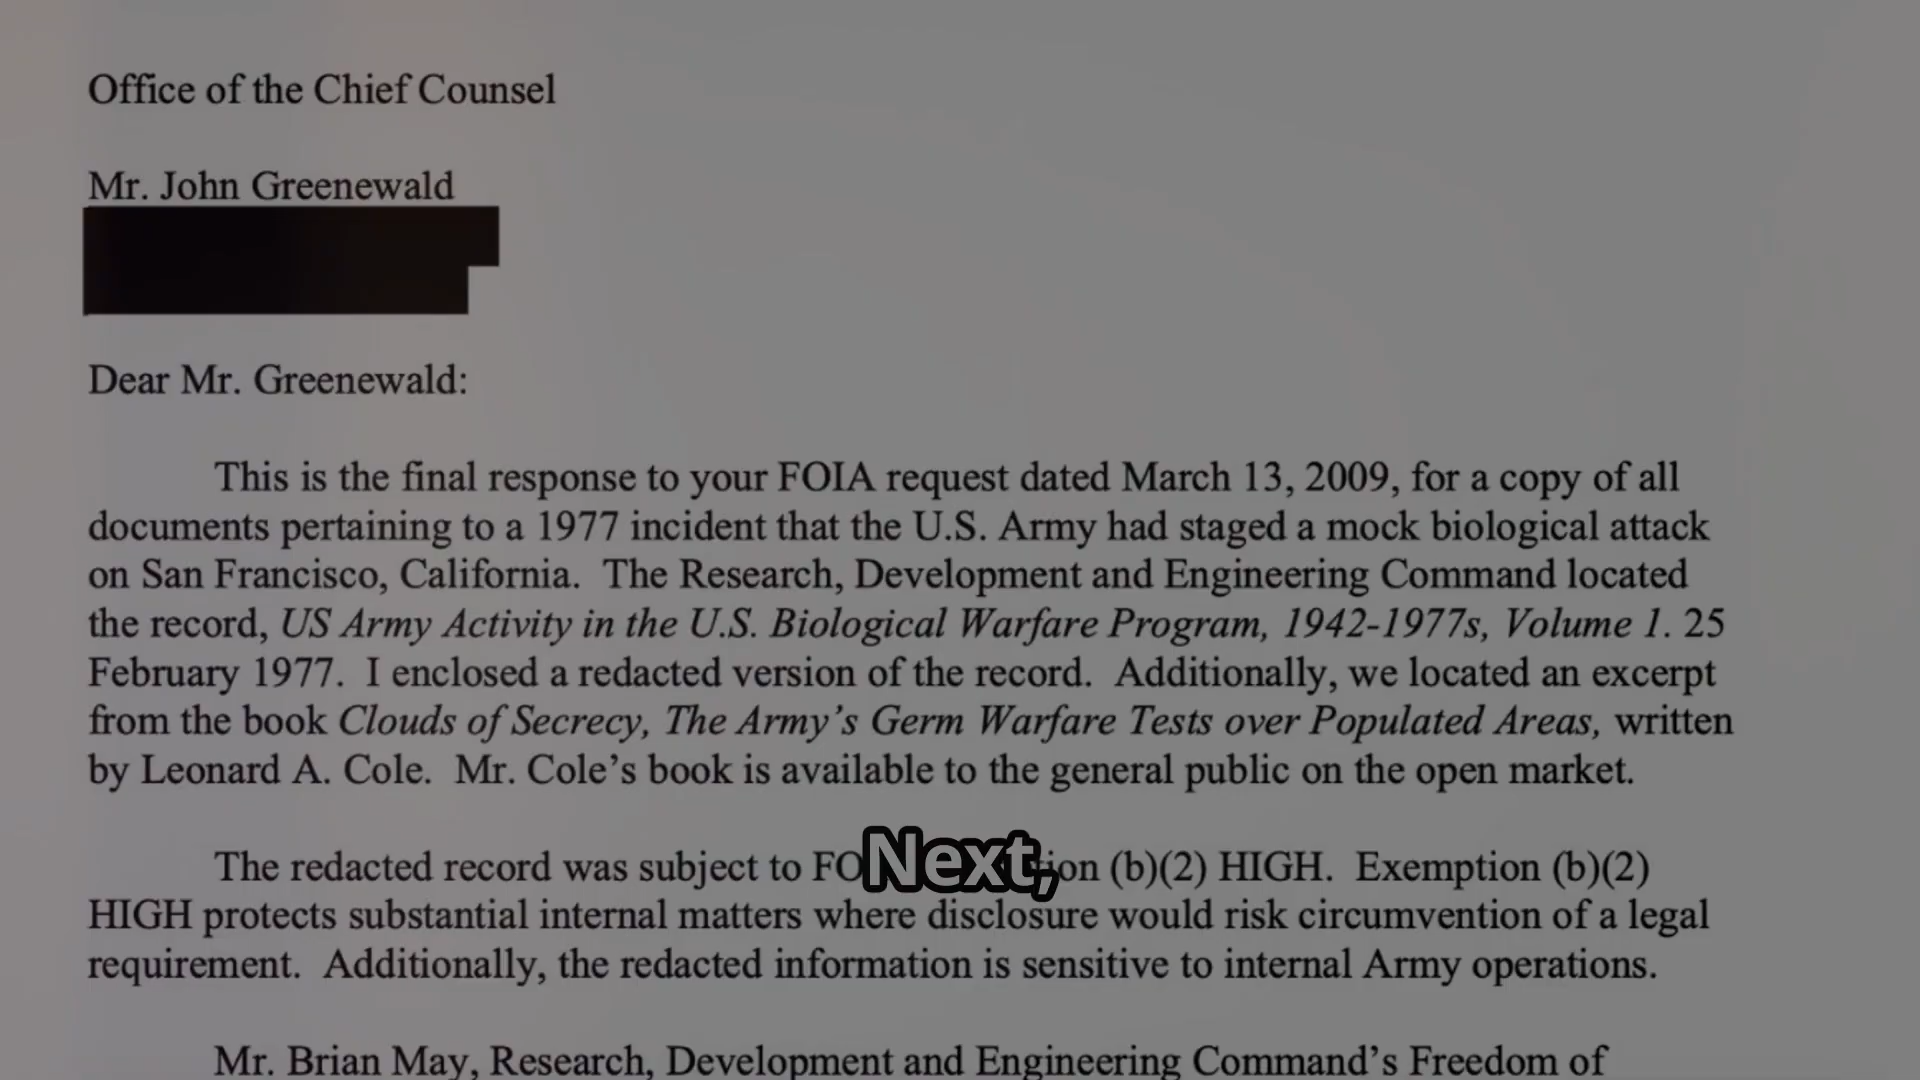 Office of the Chief Counsel
Mr. John Greenewald
Dear Mr. Greenewald:
This is the final response to your FOIA request dated March 13, 2009, for a copy of all
documents pertaining to a 1977 incident that the U.S. Army had staged a mock biological attack
on San Francisco, California. The Research, Development and Engineering Command located
the record, US Army Activity in the U.S. Biological Warfare Program, 1942-1977s, Volume 1. 25
February 1977. I enclosed a redacted version of the record. Additionally, we located an excerpt
from the book Clouds of Secrecy, The Army's Germ Warfare Tests over Populated Areas, written
by Leonard A. Cole. Mr. Cole's book is available to the general public on the open market.
The redacted record was subject to (b)(2) HIGH. Exemption (b)(2)
Next,
HIGH protects substantial internal matters where disclosure would risk circumvention of a legal
requirement. Additionally, the redacted information is sensitive to internal Army operations.
Mr. Brian May, Research, Development and Engineering Command's Freedom of